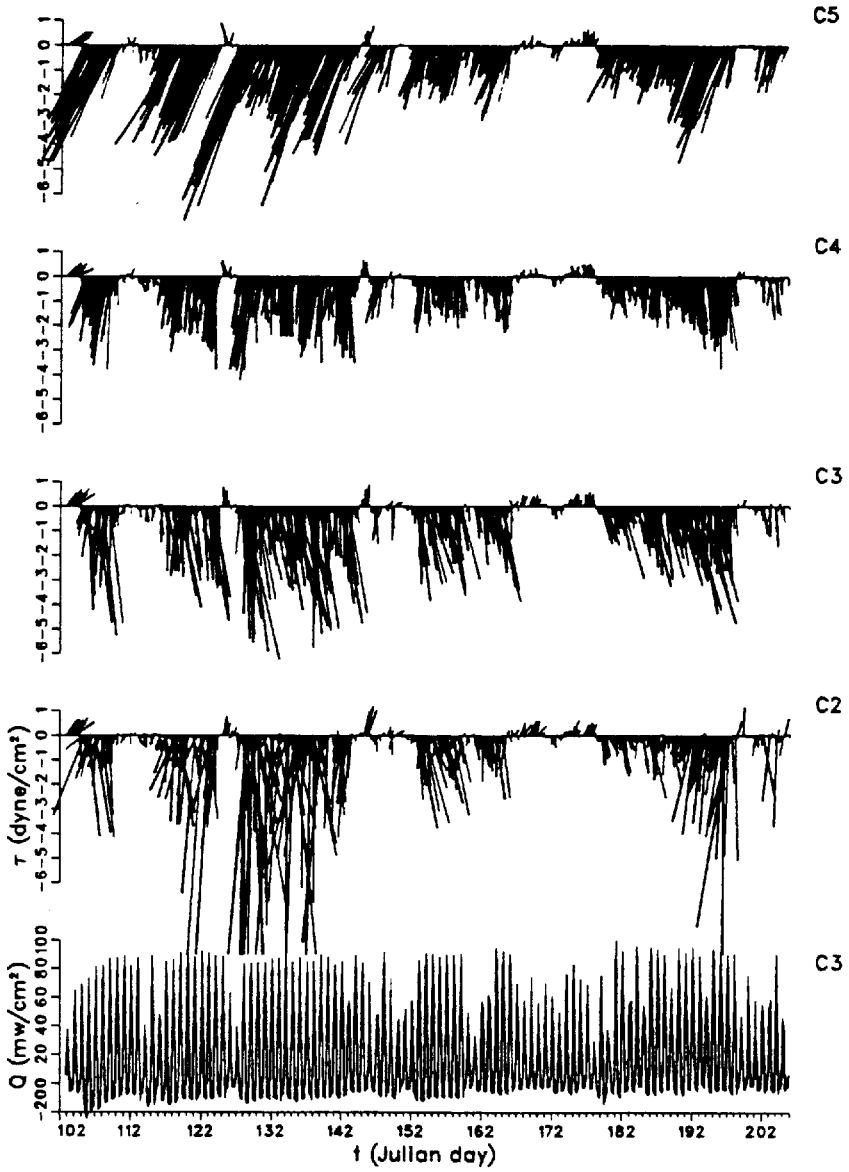 C5
-6-5-4-3-2-1 0 1
C4
-6-5-4-3-2-1 0 1
C3
-6-5-4-3-2-1 0 1
C2
τ (dyne/cm²)
-6-5-4-3-2-1 0 1
C3
Q (mw/cm²)
-200 20 40 60 80 100
102 112 122 132 142 152 162 172 182 192 202
t (Julian day)